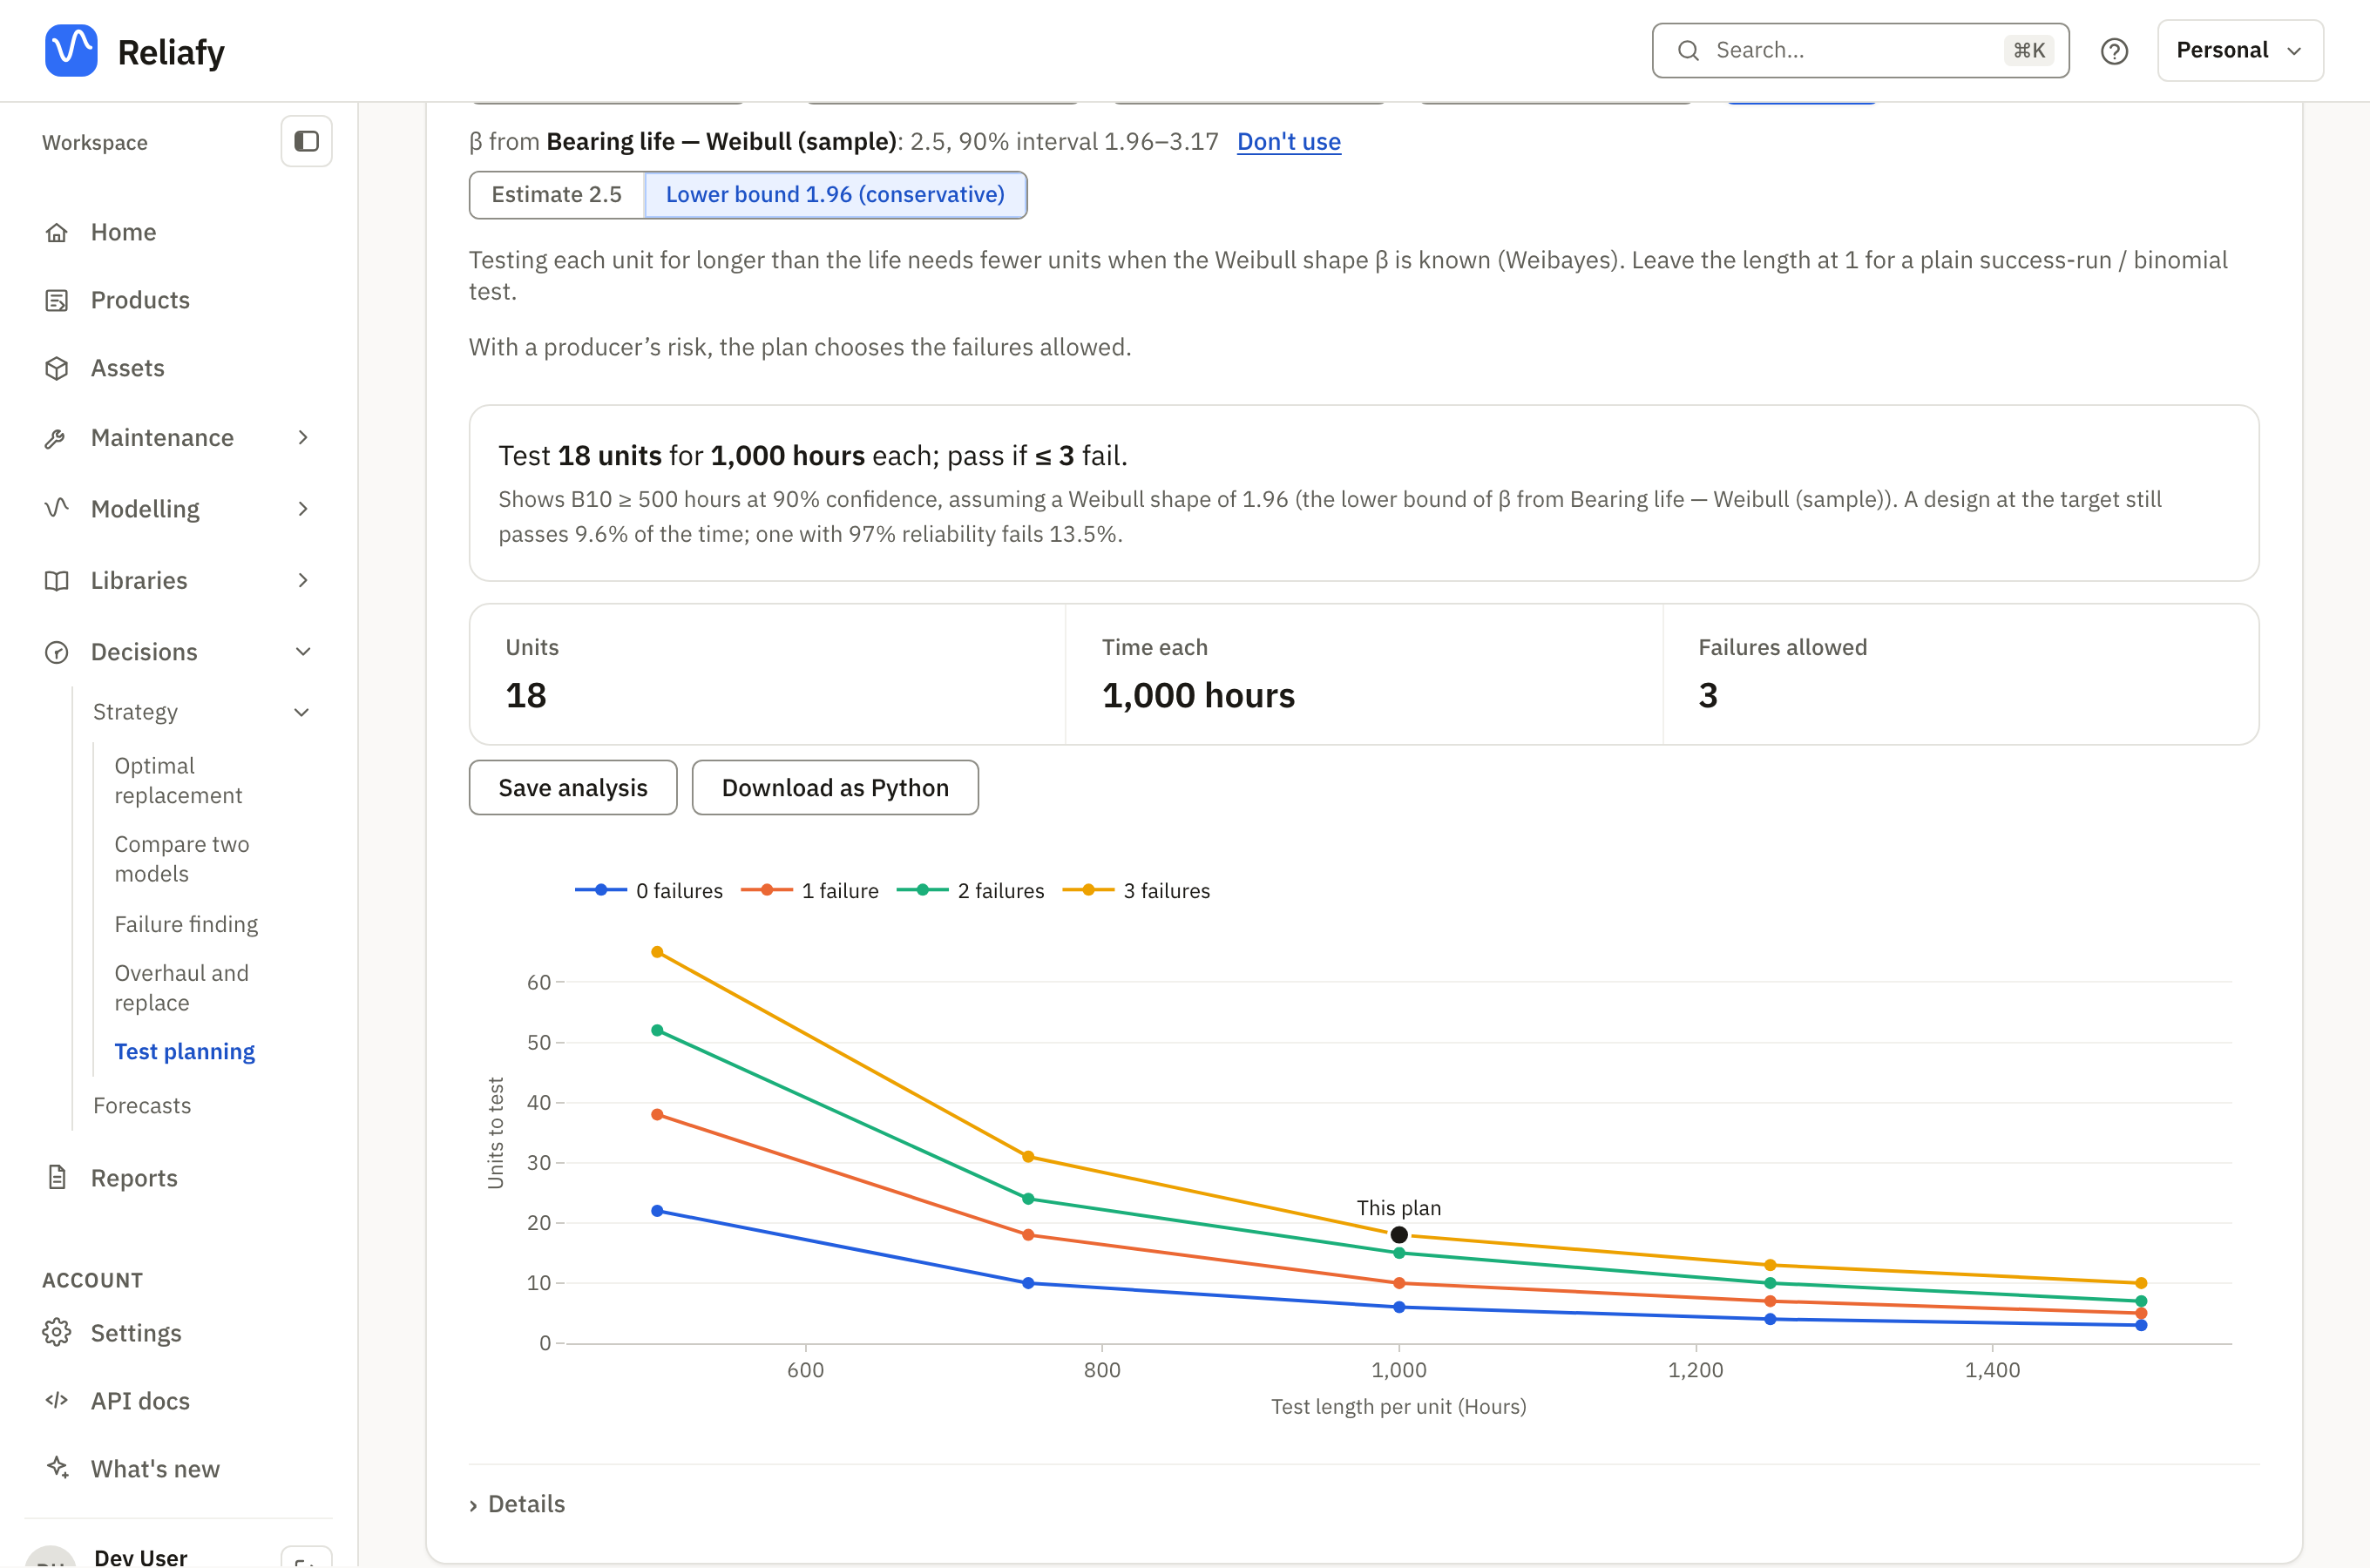 Reliafy
Search...
⌘K
Personal
Workspace
Home
Products
Assets
Maintenance
Modelling
Libraries
Decisions
Strategy
Optimal
replacement
Compare two
models
Failure finding
Overhaul and
replace
Test planning
Forecasts
Reports
ACCOUNT
Settings
API docs
What's new
Dev User
β from Bearing life — Weibull (sample): 2.5, 90% interval 1.96–3.17 Don't use
Estimate 2.5
Lower bound 1.96 (conservative)
Testing each unit for longer than the life needs fewer units when the Weibull shape β is known (Weibayes). Leave the length at 1 for a plain success-run / binomial
test.
With a producer’s risk, the plan chooses the failures allowed.
Test 18 units for 1,000 hours each; pass if ≤ 3 fail.
Shows B10 ≥ 500 hours at 90% confidence, assuming a Weibull shape of 1.96 (the lower bound of β from Bearing life — Weibull (sample)). A design at the target still
passes 9.6% of the time; one with 97% reliability fails 13.5%.
Units
18
Time each
1,000 hours
Failures allowed
3
Save analysis
Download as Python
0 failures
1 failure
2 failures
3 failures
Units to test
60
50
40
30
20
10
0
This plan
600
800
1,000
1,200
1,400
Test length per unit (Hours)
Details